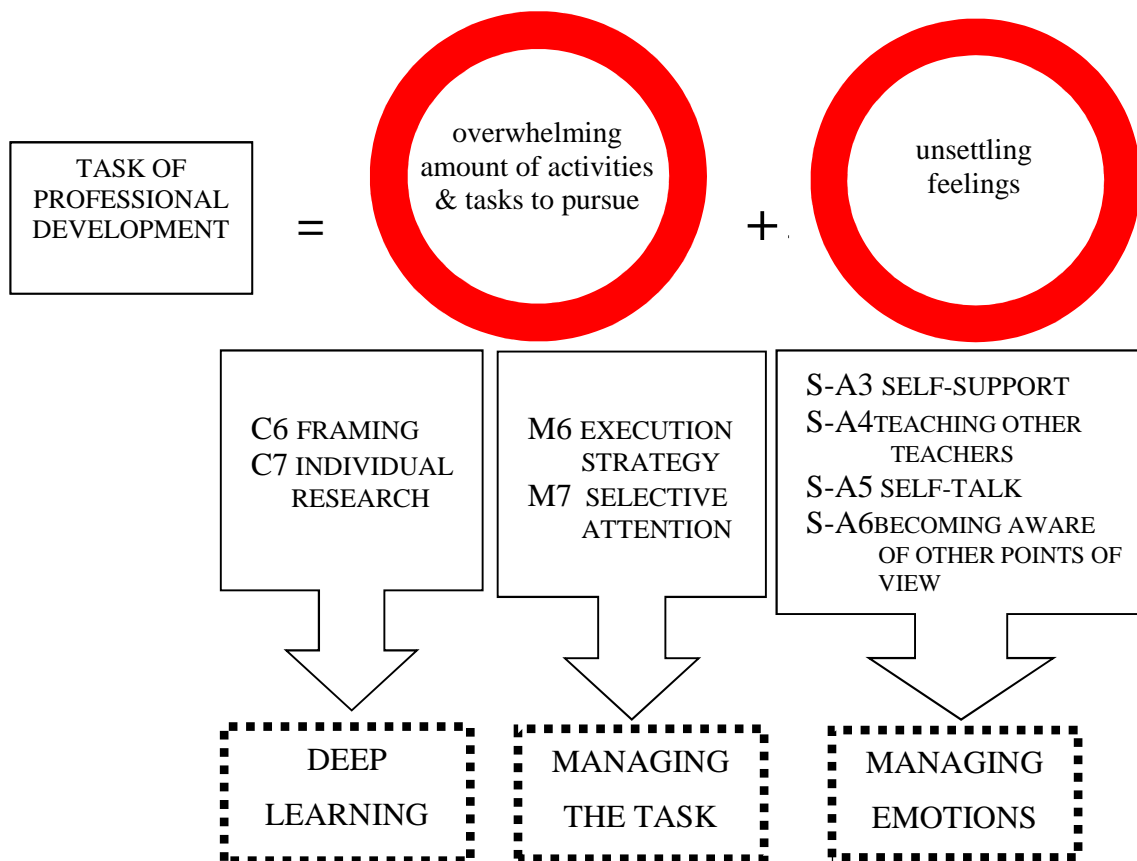 TASK OF
PROFESSIONAL
DEVELOPMENT
=
overwhelming
amount of activities
& tasks to pursue
+
unsettling
feelings
C6 FRAMING
C7 INDIVIDUAL
RESEARCH
M6 EXECUTION
STRATEGY
M7 SELECTIVE
ATTENTION
S-A3 SELF-SUPPORT
S-A4TEACHING OTHER
TEACHERS
S-A5 SELF-TALK
S-A6BECOMING AWARE
OF OTHER POINTS OF
VIEW
DEEP
LEARNING
MANAGING
THE TASK
MANAGING
EMOTIONS